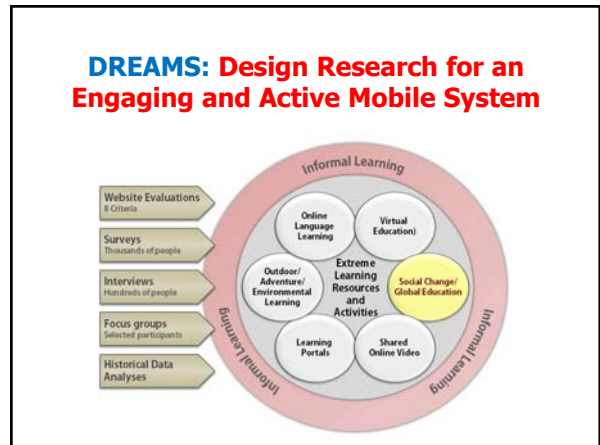 DREAMS: Design Research for an
Engaging and Active Mobile System
Website Evaluations
8 Criteria
Surveys
Thousands of people
Interviews
Hundreds of people
Focus groups
Selected participants
Historical Data
Analyses
Informal Learning
Online
Language
Learning
Virtual
Education)
Outdoor/
Adventure/
Environmental
Learning
Extreme
Learning
Resources
and
Activities
Social Change/
Global Education
Learning
Portals
Shared
Online Video
Informal Learning
Informal Learning